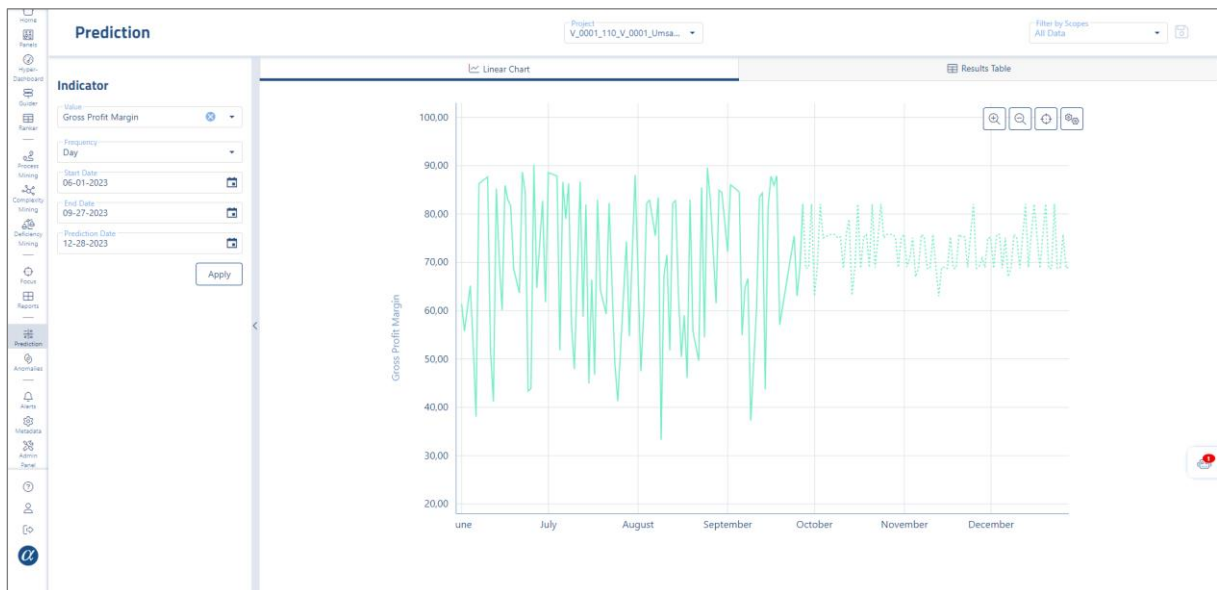 Home
Panels
Hyper-
Dashboard
Guider
Ranker
Process
Mining
Complexity
Mining
Deficiency
Mining
Focus
Reports
Prediction
Anomalies
Alerts
Metadata
Admin
Panel
α
Prediction
Project
V_0001_110_V_0001_Umsa...
Filter by Scopes
All Data
Indicator
Value
Gross Profit Margin
Frequency
Day
Start Date
06-01-2023
End Date
09-27-2023
Prediction Date
12-28-2023
Apply
Linear Chart
Results Table
Gross Profit Margin
100,00
90,00
80,00
70,00
60,00
50,00
40,00
30,00
20,00
une
July
August
September
October
November
December
1